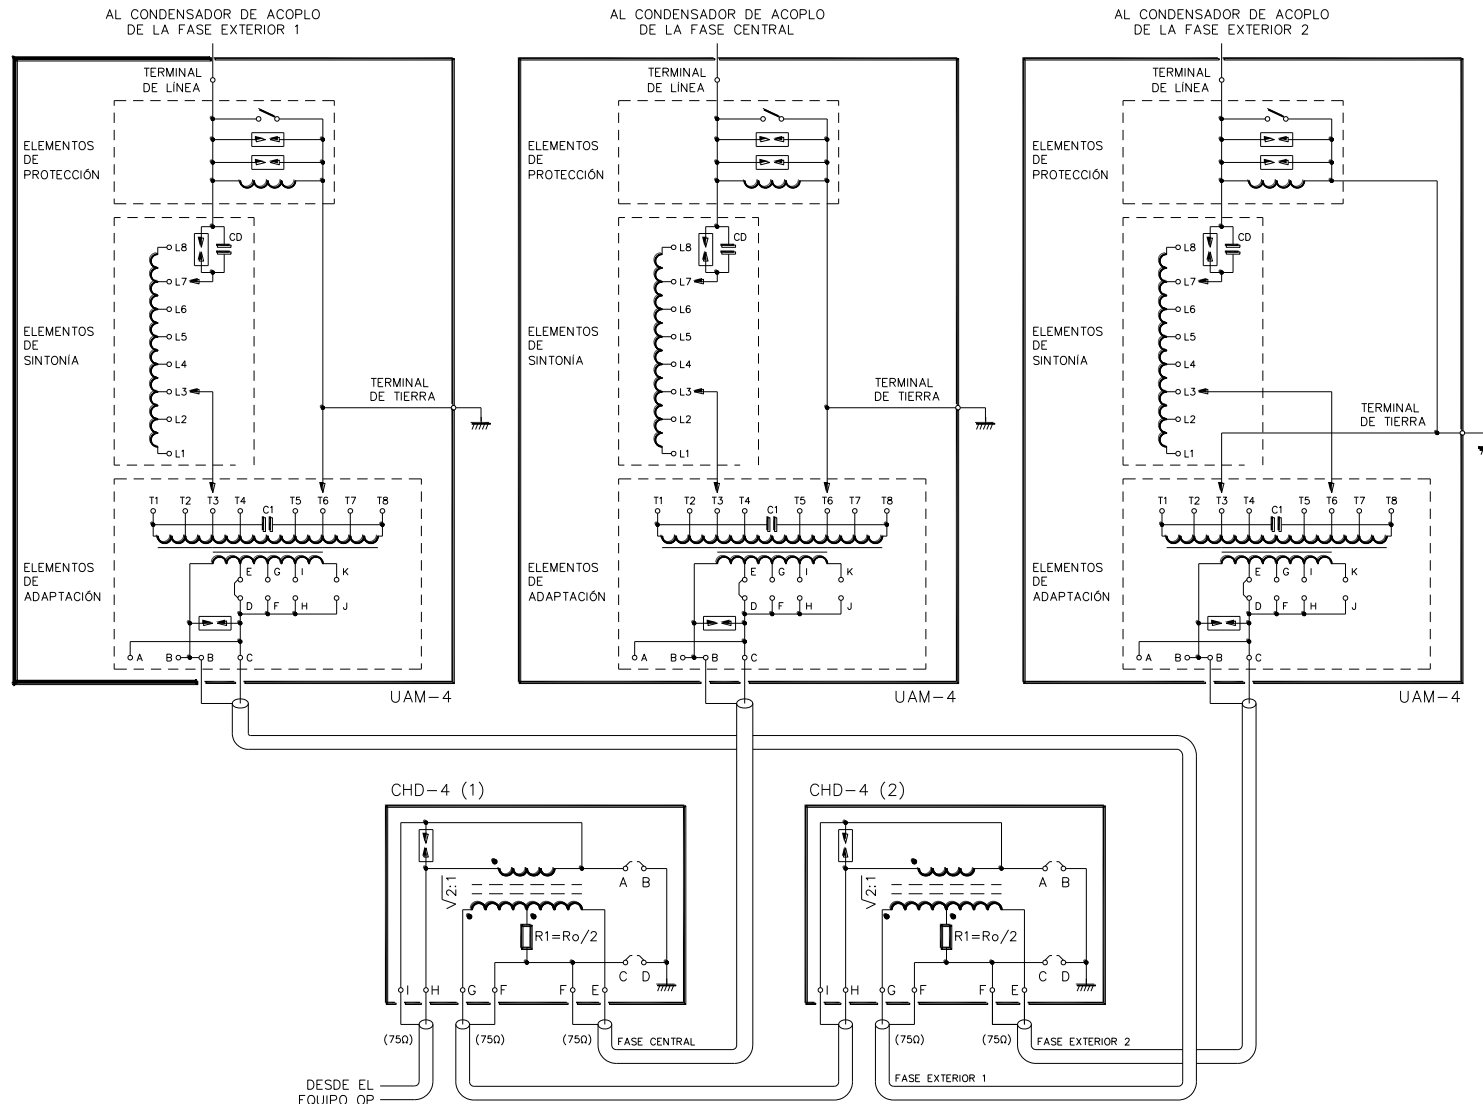 AL CONDENSADOR DE ACOPLO
DE LA FASE EXTERIOR 1
AL CONDENSADOR DE ACOPLO
DE LA FASE CENTRAL
AL CONDENSADOR DE ACOPLO
DE LA FASE EXTERIOR 2
TERMINAL
DE LÍNEA
ELEMENTOS
DE
PROTECCIÓN
CD
L8
L7
L6
L5
L4
L3
L2
L1
ELEMENTOS
DE
SINTONÍA
TERMINAL
DE TIERRA
T1 T2 T3 T4 C1 T5 T6 T7 T8
ELEMENTOS
DE
ADAPTACIÓN
E G I K
D F H J
A B B C
UAM-4
TERMINAL
DE LÍNEA
ELEMENTOS
DE
PROTECCIÓN
CD
L8
L7
L6
L5
L4
L3
L2
L1
ELEMENTOS
DE
SINTONÍA
TERMINAL
DE TIERRA
T1 T2 T3 T4 C1 T5 T6 T7 T8
ELEMENTOS
DE
ADAPTACIÓN
E G I K
D F H J
A B B C
UAM-4
TERMINAL
DE LÍNEA
ELEMENTOS
DE
PROTECCIÓN
CD
L8
L7
L6
L5
L4
L3
L2
L1
ELEMENTOS
DE
SINTONÍA
TERMINAL
DE TIERRA
T1 T2 T3 T4 C1 T5 T6 T7 T8
ELEMENTOS
DE
ADAPTACIÓN
E G I K
D F H J
A B B C
UAM-4
CHD-4 (1)
√2:1
A B
R1=Ro/2
C D
I H G F F E
(75Ω) (75Ω) (75Ω)
FASE CENTRAL
DESDE EL
EQUIPO OP
CHD-4 (2)
√2:1
A B
R1=Ro/2
C D
I H G F F E
(75Ω) (75Ω)
FASE EXTERIOR 2
FASE EXTERIOR 1